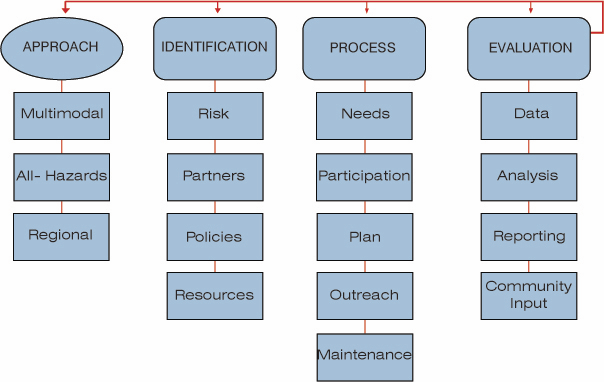 APPROACH
Multimodal
All- Hazards
Regional
IDENTIFICATION
Risk
Partners
Policies
Resources
PROCESS
Needs
Participation
Plan
Outreach
Maintenance
EVALUATION
Data
Analysis
Reporting
Community
Input